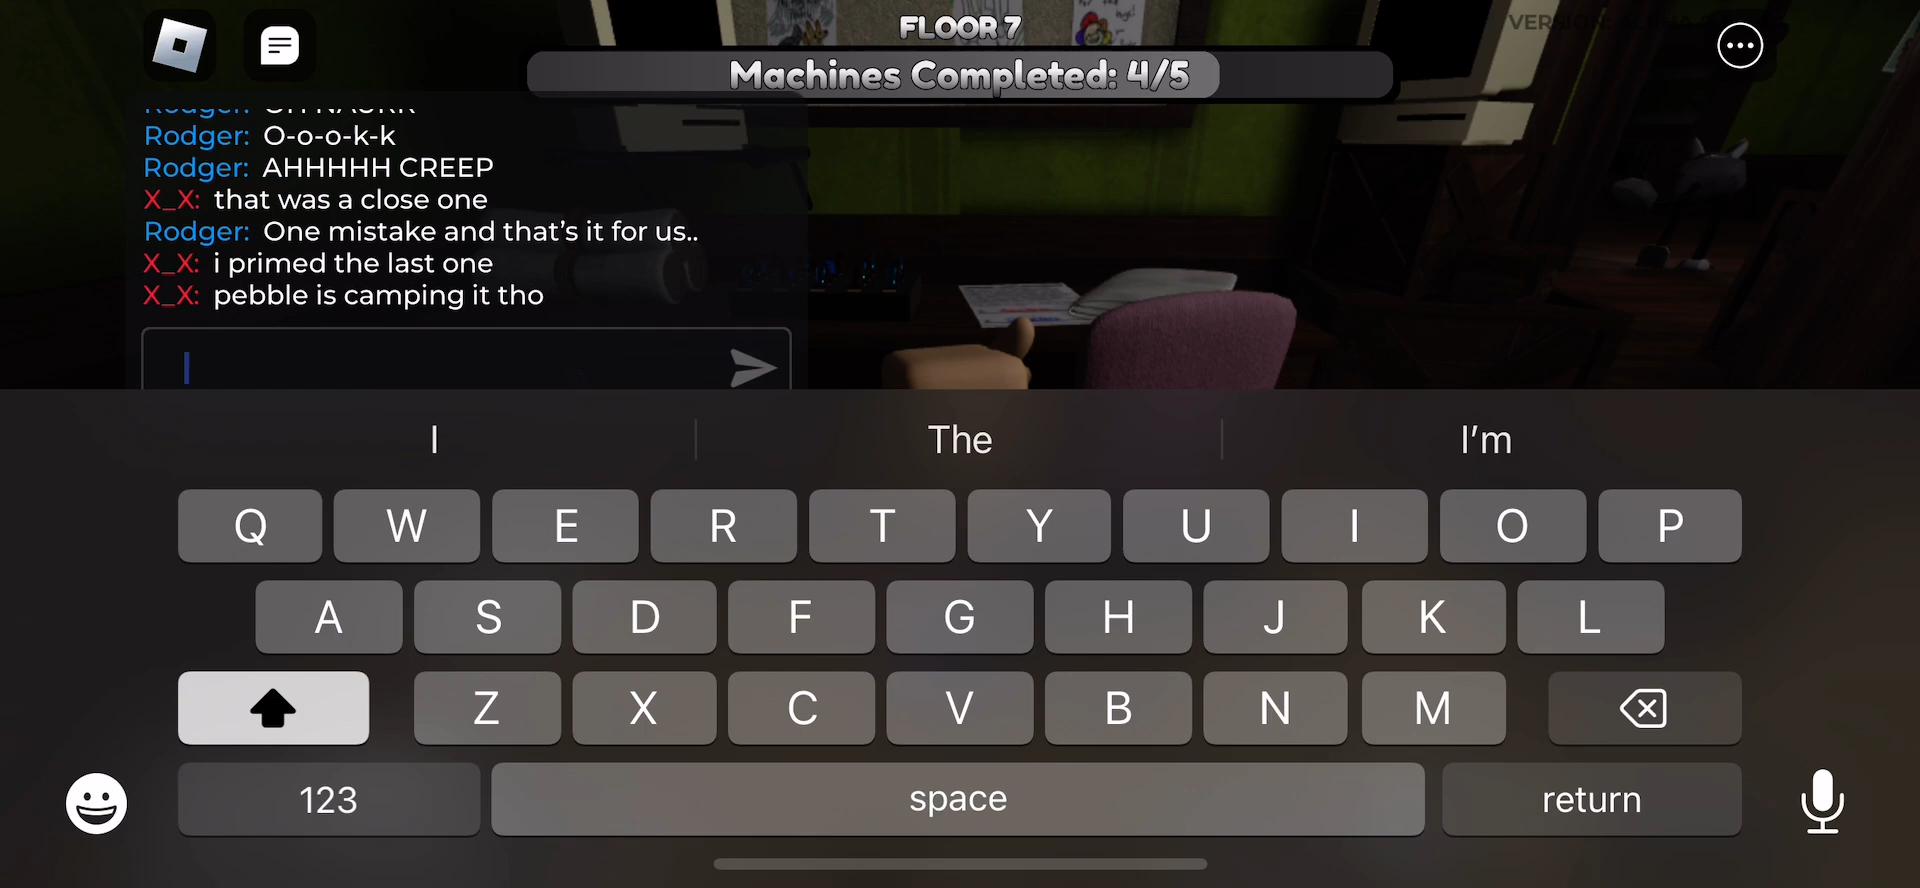 FLOOR 7
Machines Completed: 4/5
Rodger:
Rodger: O-o-o-k-k
Rodger: AHHHHH CREEP
X_X: that was a close one
Rodger: One mistake and that's it for us..
X_X: i primed the last one
X_X: pebble is camping it tho
I The I'm
Q W E R T Y U I O P
A S D F G H J K L
Z X C V B N M
123 space return